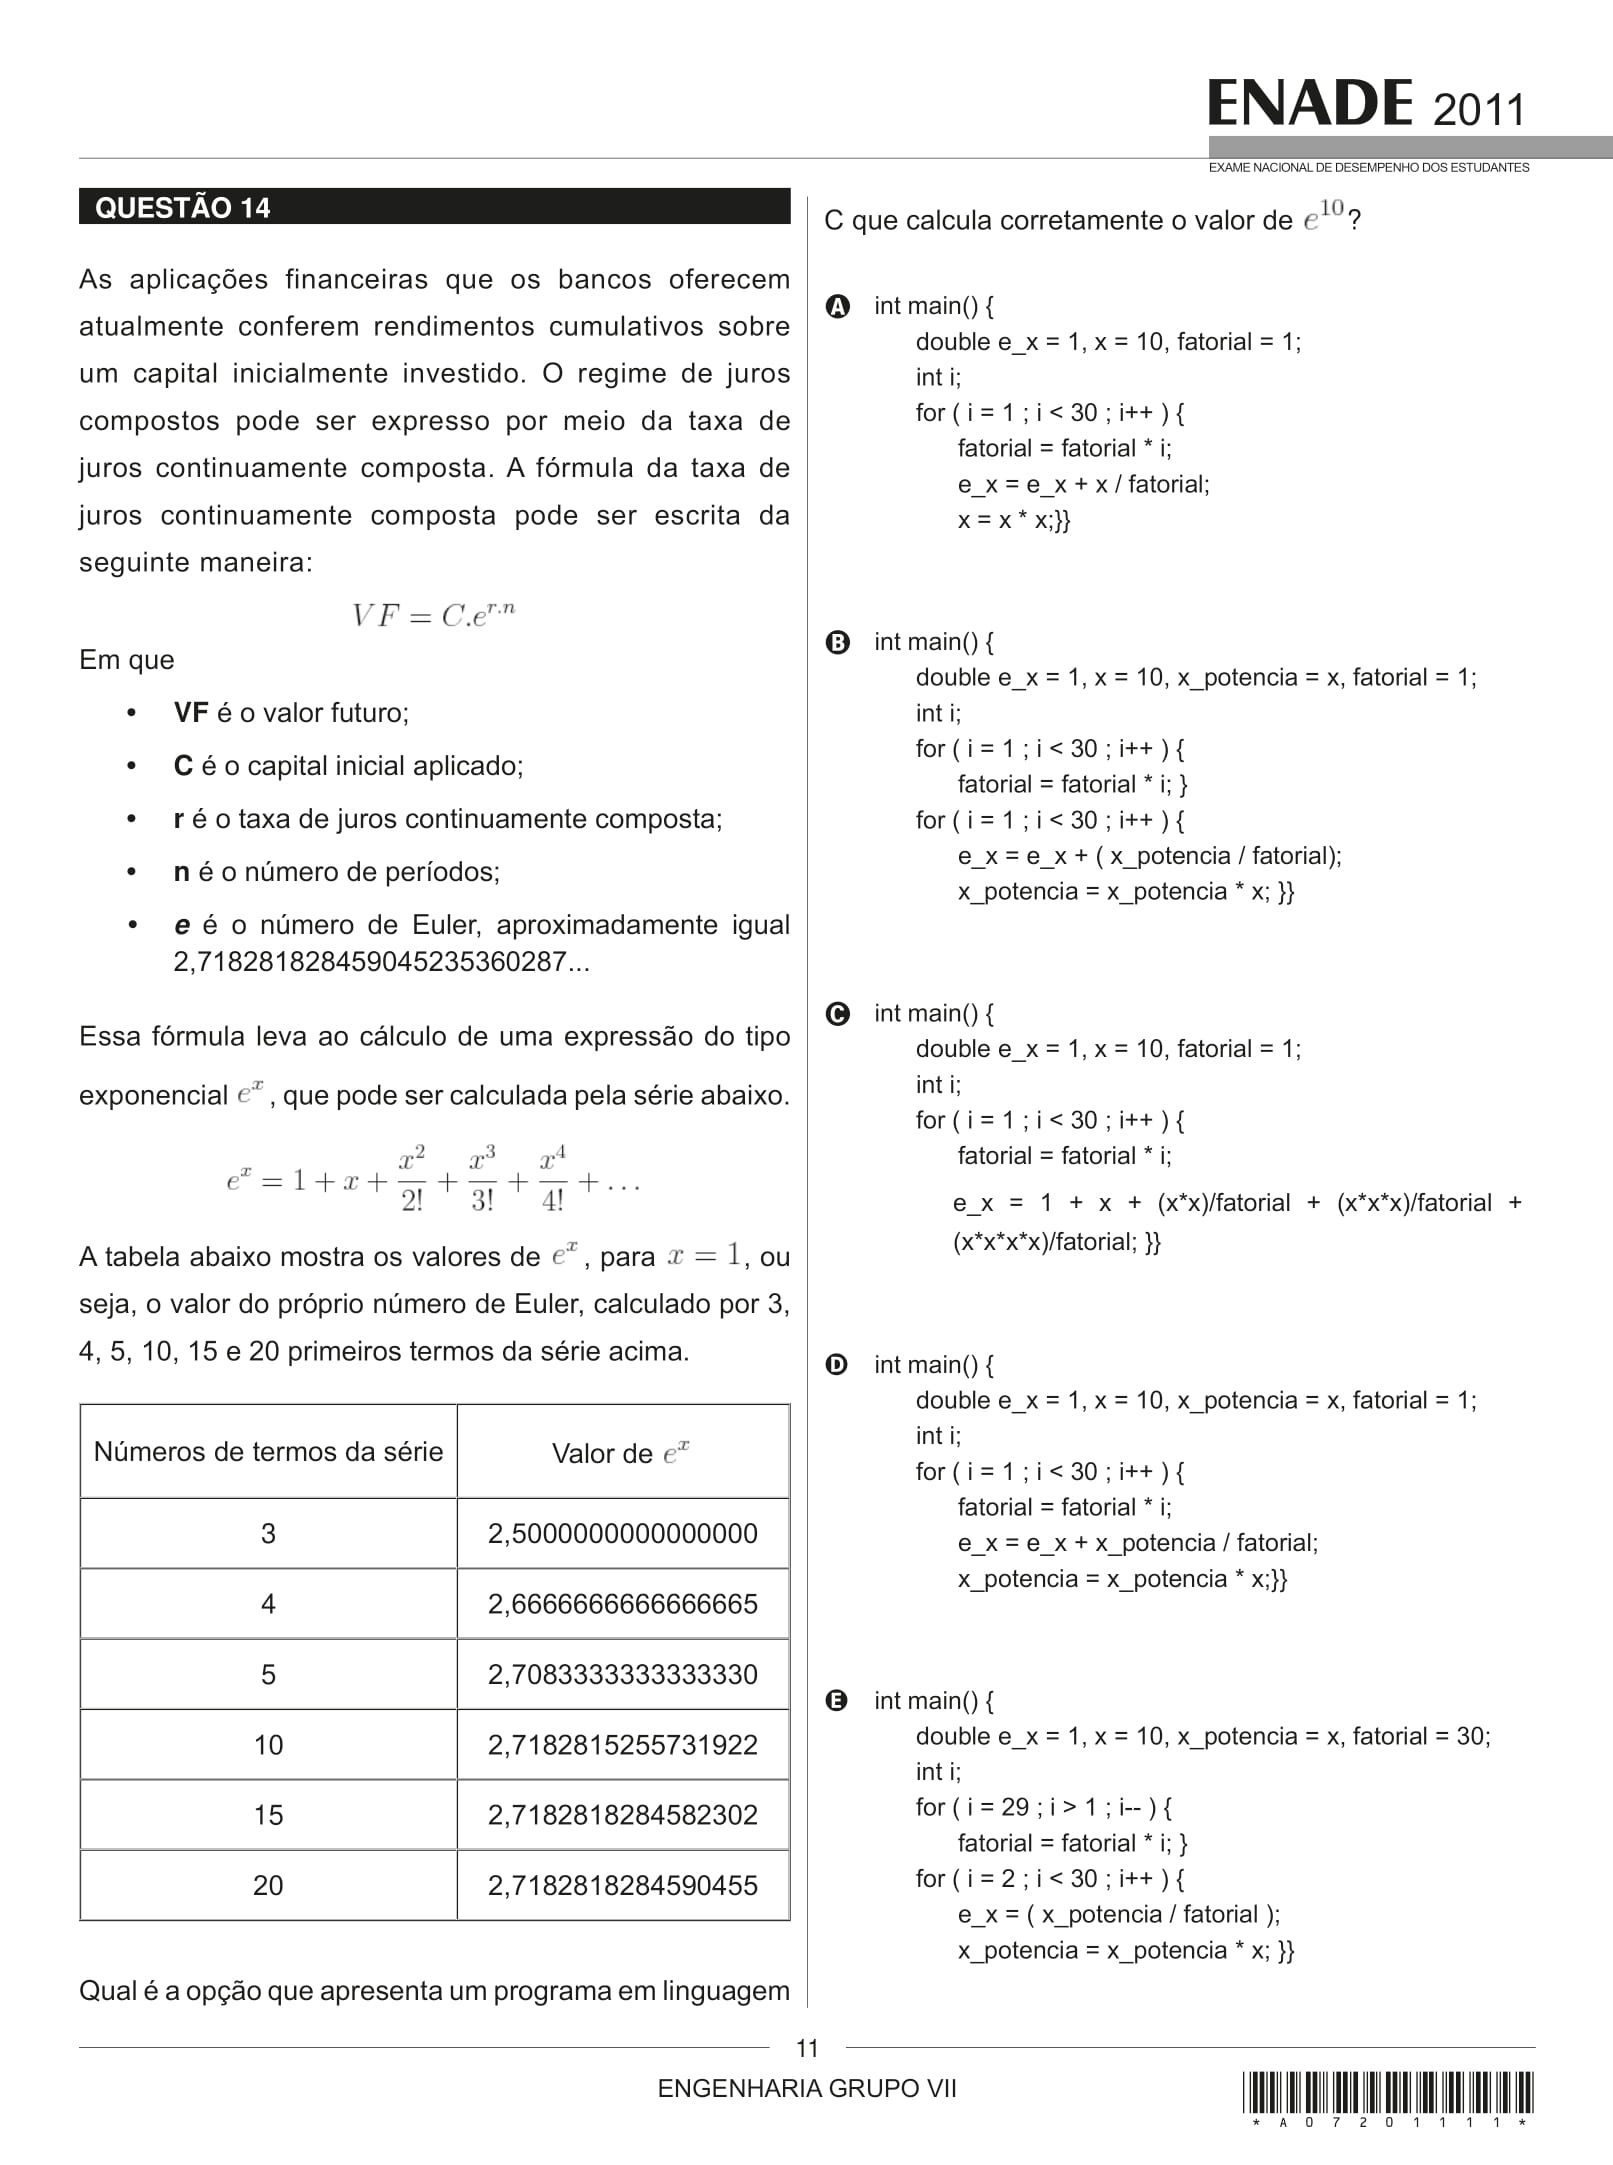 ENADE 2011
EXAME NACIONAL DE DESEMPENHO DOS ESTUDANTES
QUESTÃO 14
As aplicações financeiras que os bancos oferecem
atualmente conferem rendimentos cumulativos sobre
um capital inicialmente investido. O regime de juros
compostos pode ser expresso por meio da taxa de
juros continuamente composta. A fórmula da taxa de
juros continuamente composta pode ser escrita da
seguinte maneira:
VF = C.e^{r.n}
Em que
• VF é o valor futuro;
• C é o capital inicial aplicado;
• r é o taxa de juros continuamente composta;
• n é o número de períodos;
• e é o número de Euler, aproximadamente igual
2,718281828459045235360287...
Essa fórmula leva ao cálculo de uma expressão do tipo
exponencial e^x , que pode ser calculada pela série abaixo.
e^x = 1 + x + x^2/2! + x^3/3! + x^4/4! + ...
A tabela abaixo mostra os valores de e^x , para x = 1, ou
seja, o valor do próprio número de Euler, calculado por 3,
4, 5, 10, 15 e 20 primeiros termos da série acima.
Números de termos da série Valor de e^x
3 2,5000000000000000
4 2,6666666666666665
5 2,7083333333333330
10 2,7182815255731922
15 2,7182818284582302
20 2,7182818284590455
Qual é a opção que apresenta um programa em linguagem
C que calcula corretamente o valor de e^{10}?
A int main() {
double e_x = 1, x = 10, fatorial = 1;
int i;
for ( i = 1 ; i < 30 ; i++ ) {
fatorial = fatorial * i;
e_x = e_x + x / fatorial;
x = x * x;}}
B int main() {
double e_x = 1, x = 10, x_potencia = x, fatorial = 1;
int i;
for ( i = 1 ; i < 30 ; i++ ) {
fatorial = fatorial * i; }
for ( i = 1 ; i < 30 ; i++ ) {
e_x = e_x + ( x_potencia / fatorial);
x_potencia = x_potencia * x; }}
C int main() {
double e_x = 1, x = 10, fatorial = 1;
int i;
for ( i = 1 ; i < 30 ; i++ ) {
fatorial = fatorial * i;
e_x = 1 + x + (x*x)/fatorial + (x*x*x)/fatorial +
(x*x*x*x)/fatorial; }}
D int main() {
double e_x = 1, x = 10, x_potencia = x, fatorial = 1;
int i;
for ( i = 1 ; i < 30 ; i++ ) {
fatorial = fatorial * i;
e_x = e_x + x_potencia / fatorial;
x_potencia = x_potencia * x;}}
E int main() {
double e_x = 1, x = 10, x_potencia = x, fatorial = 30;
int i;
for ( i = 29 ; i > 1 ; i-- ) {
fatorial = fatorial * i; }
for ( i = 2 ; i < 30 ; i++ ) {
e_x = ( x_potencia / fatorial );
x_potencia = x_potencia * x; }}
11
ENGENHARIA GRUPO VII
* A 0 7 2 0 1 1 1 1 *